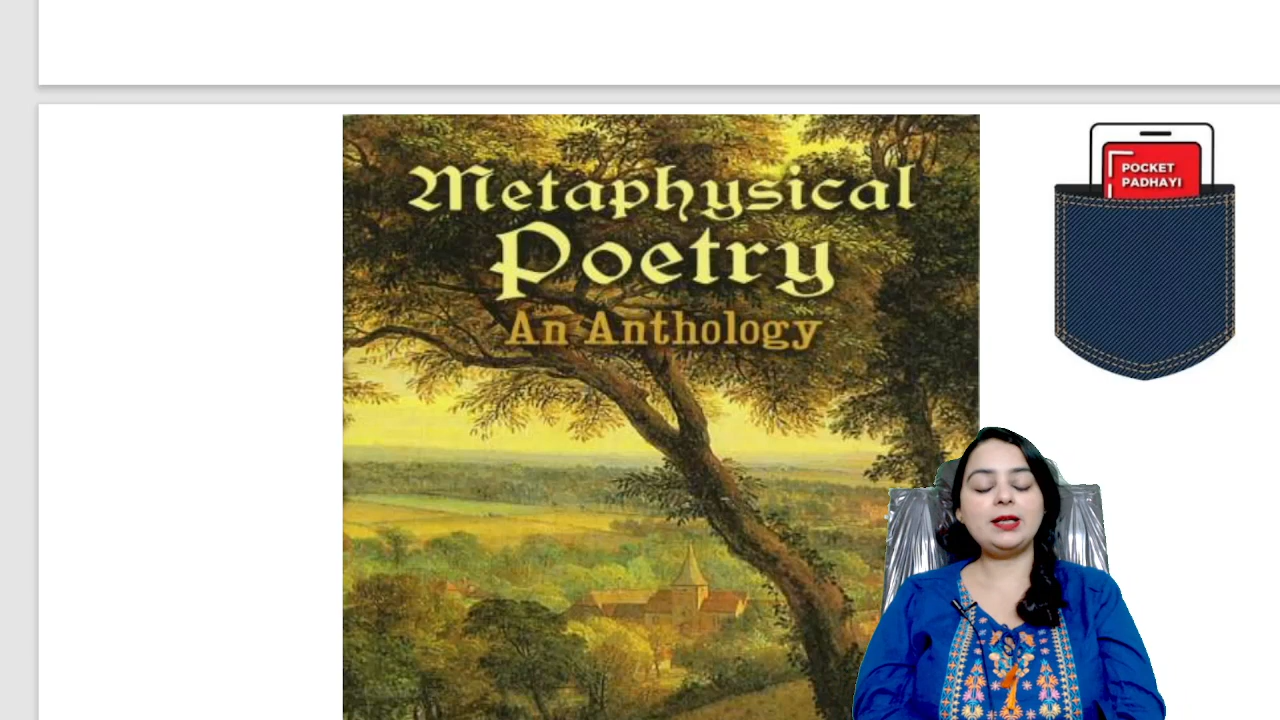 Metaphysical
Poetry
An Anthology
POCKET
PADHAYI